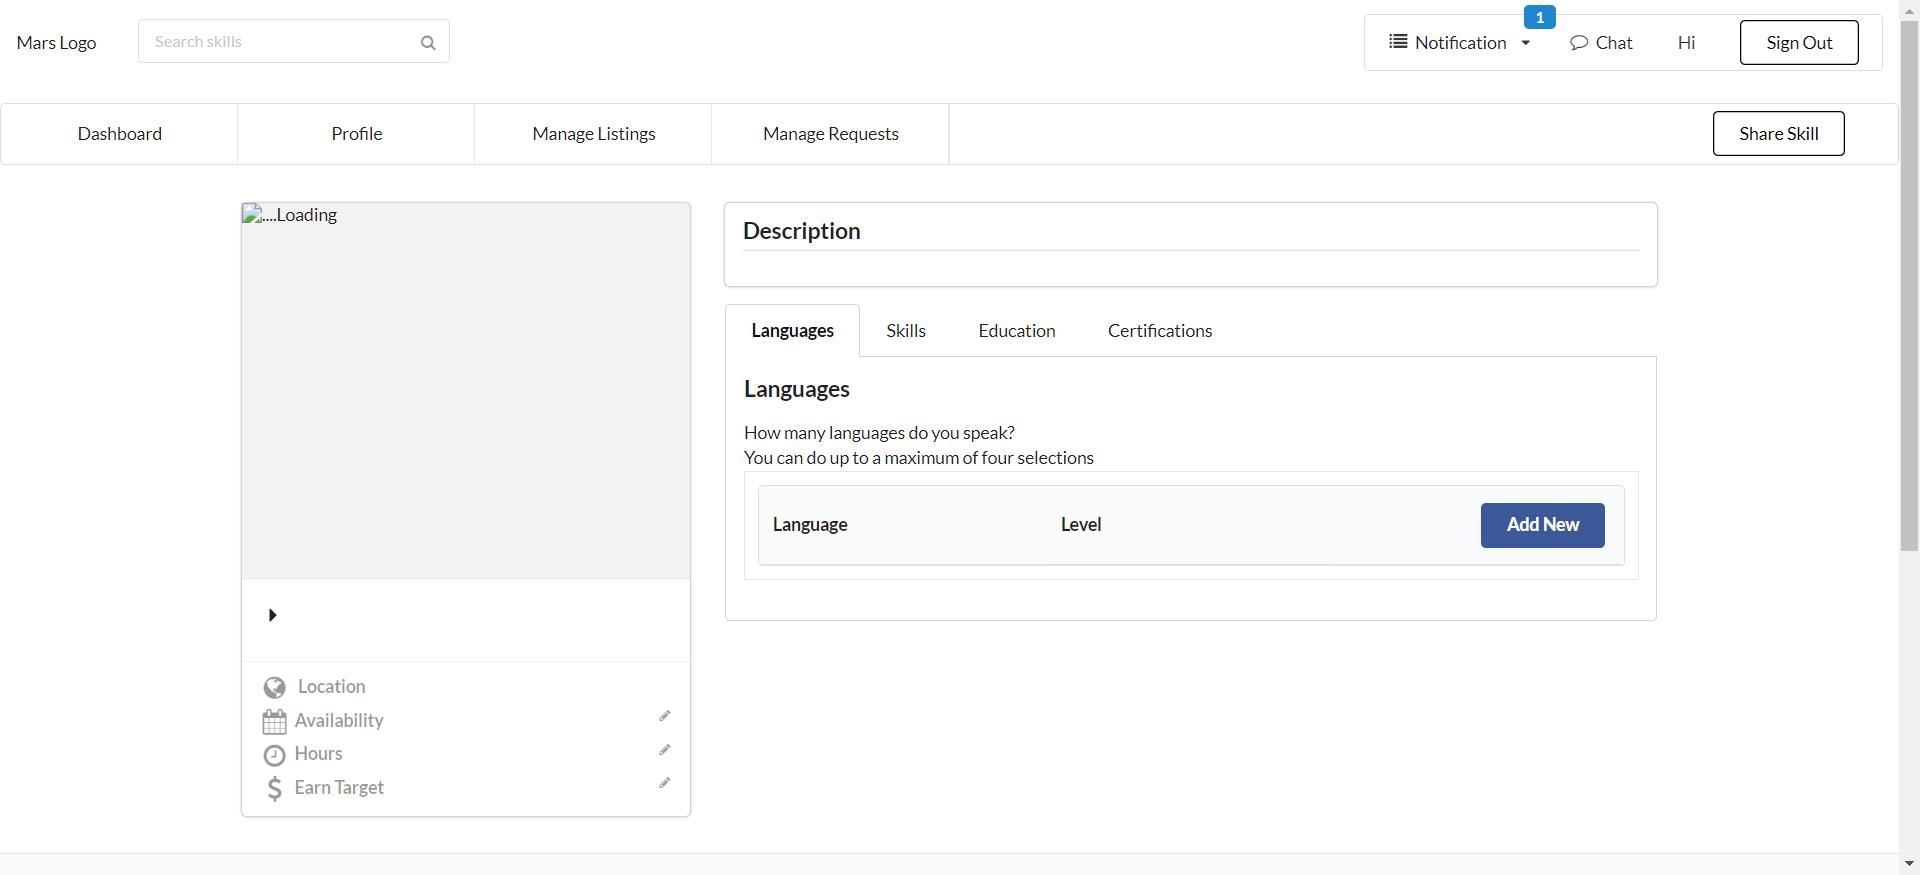 Mars Logo
Search skills
1
Notification
Chat
Hi
Sign Out
Dashboard
Profile
Manage Listings
Manage Requests
Share Skill
....Loading
Description
Languages
Skills
Education
Certifications
Languages
How many languages do you speak?
You can do up to a maximum of four selections
Language
Level
Add New
Location
Availability
Hours
Earn Target